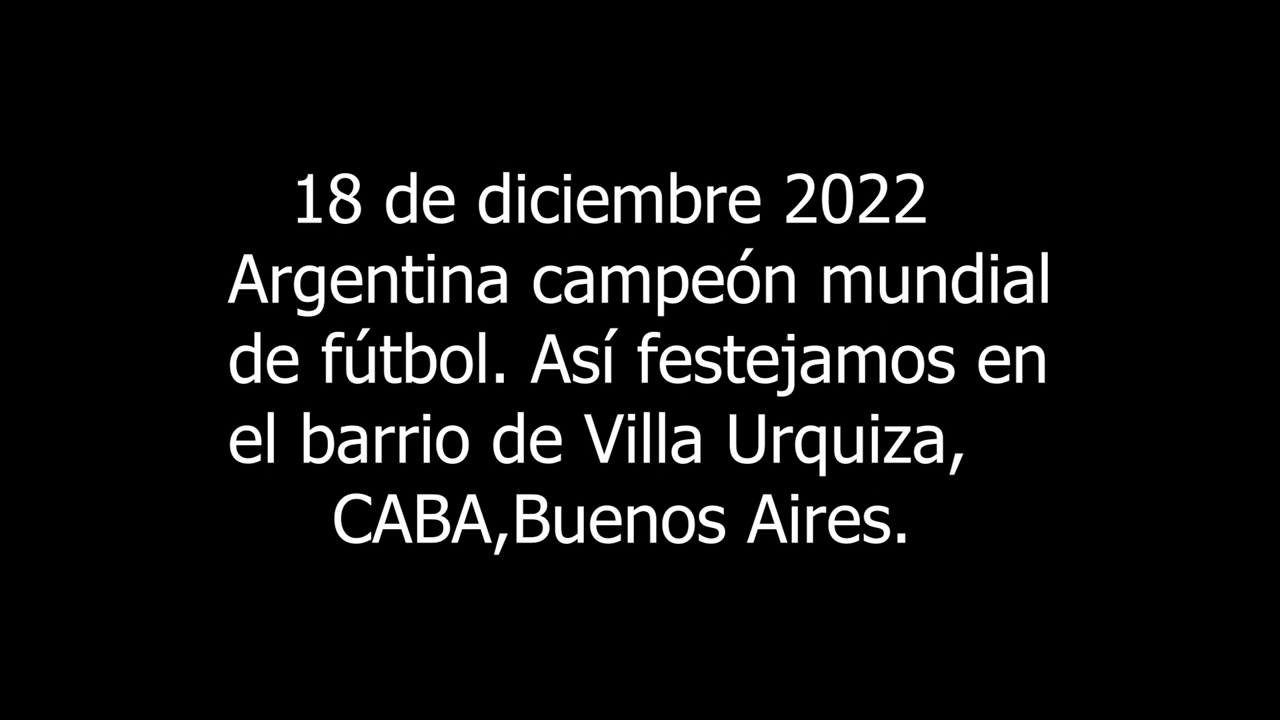 18 de diciembre 2022
Argentina campeón mundial
de fútbol. Así festejamos en
el barrio de Villa Urquiza,
CABA,Buenos Aires.